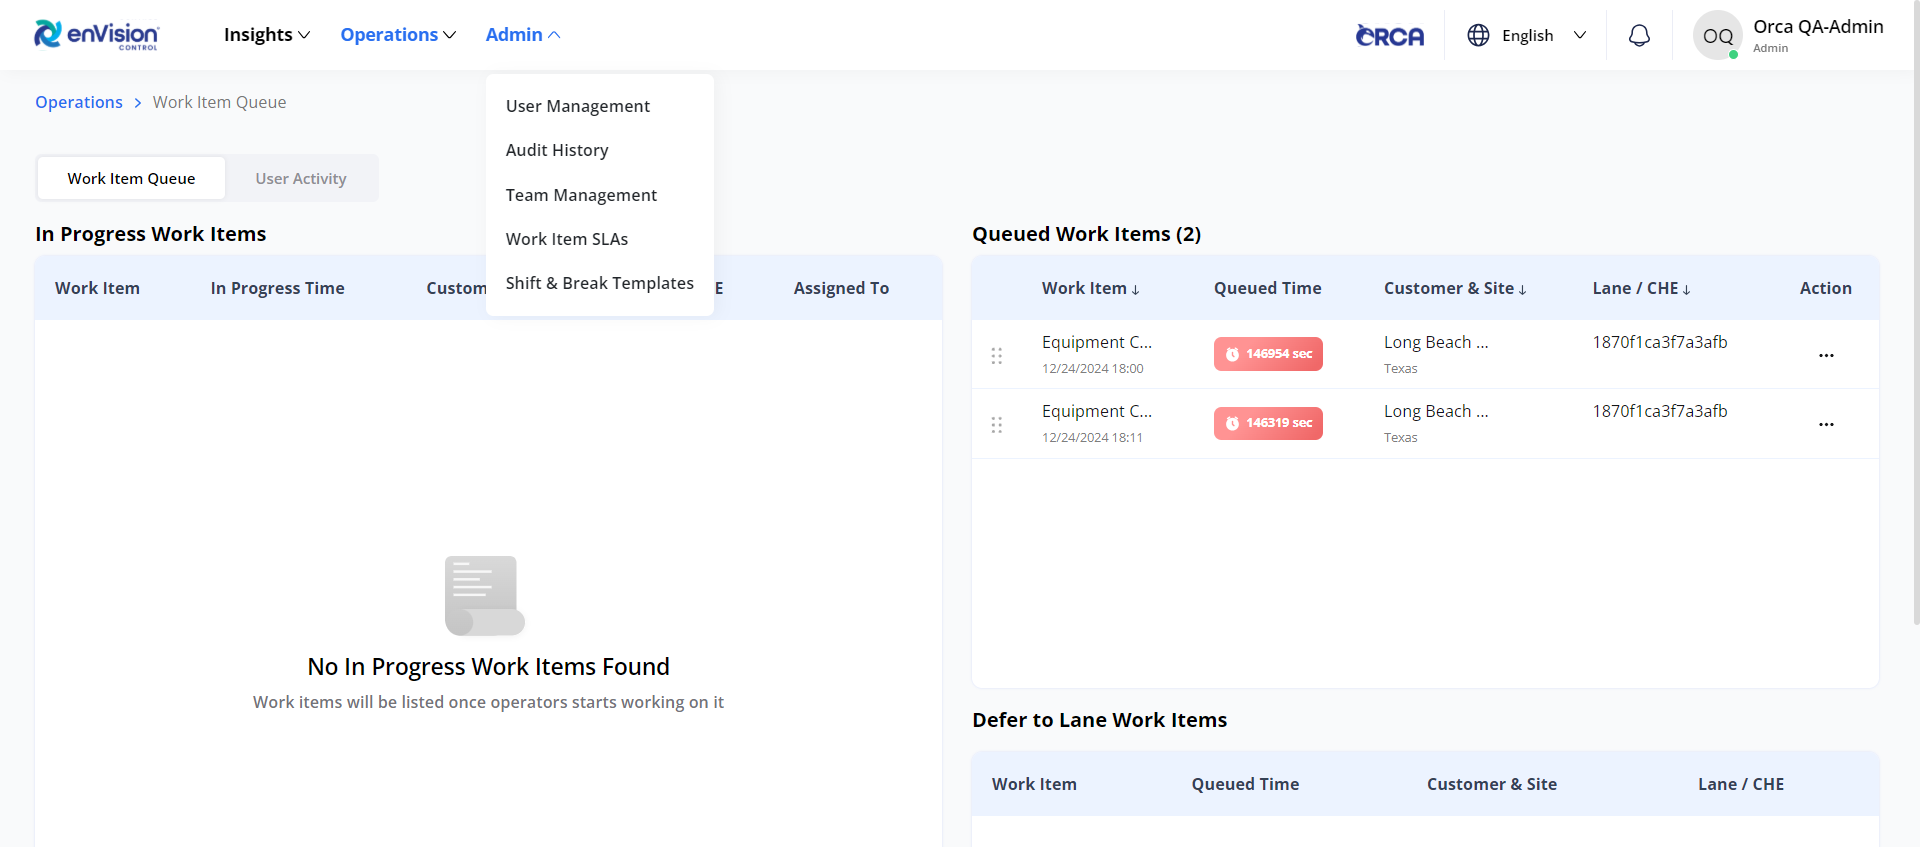 enVision
CONTROL
Insights
Operations
Admin
ORCA
English
OQ
Orca QA-Admin
Admin
Operations > Work Item Queue
User Management
Audit History
Team Management
Work Item SLAs
Shift & Break Templates
Work Item Queue
User Activity
In Progress Work Items
Work Item
In Progress Time
Custom
E
Assigned To
No In Progress Work Items Found
Work items will be listed once operators starts working on it
Queued Work Items (2)
Work Item ↓
Queued Time
Customer & Site ↓
Lane / CHE ↓
Action
Equipment C...
12/24/2024 18:00
146954 sec
Long Beach ...
Texas
1870f1ca3f7a3afb
Equipment C...
12/24/2024 18:11
146319 sec
Long Beach ...
Texas
1870f1ca3f7a3afb
Defer to Lane Work Items
Work Item
Queued Time
Customer & Site
Lane / CHE